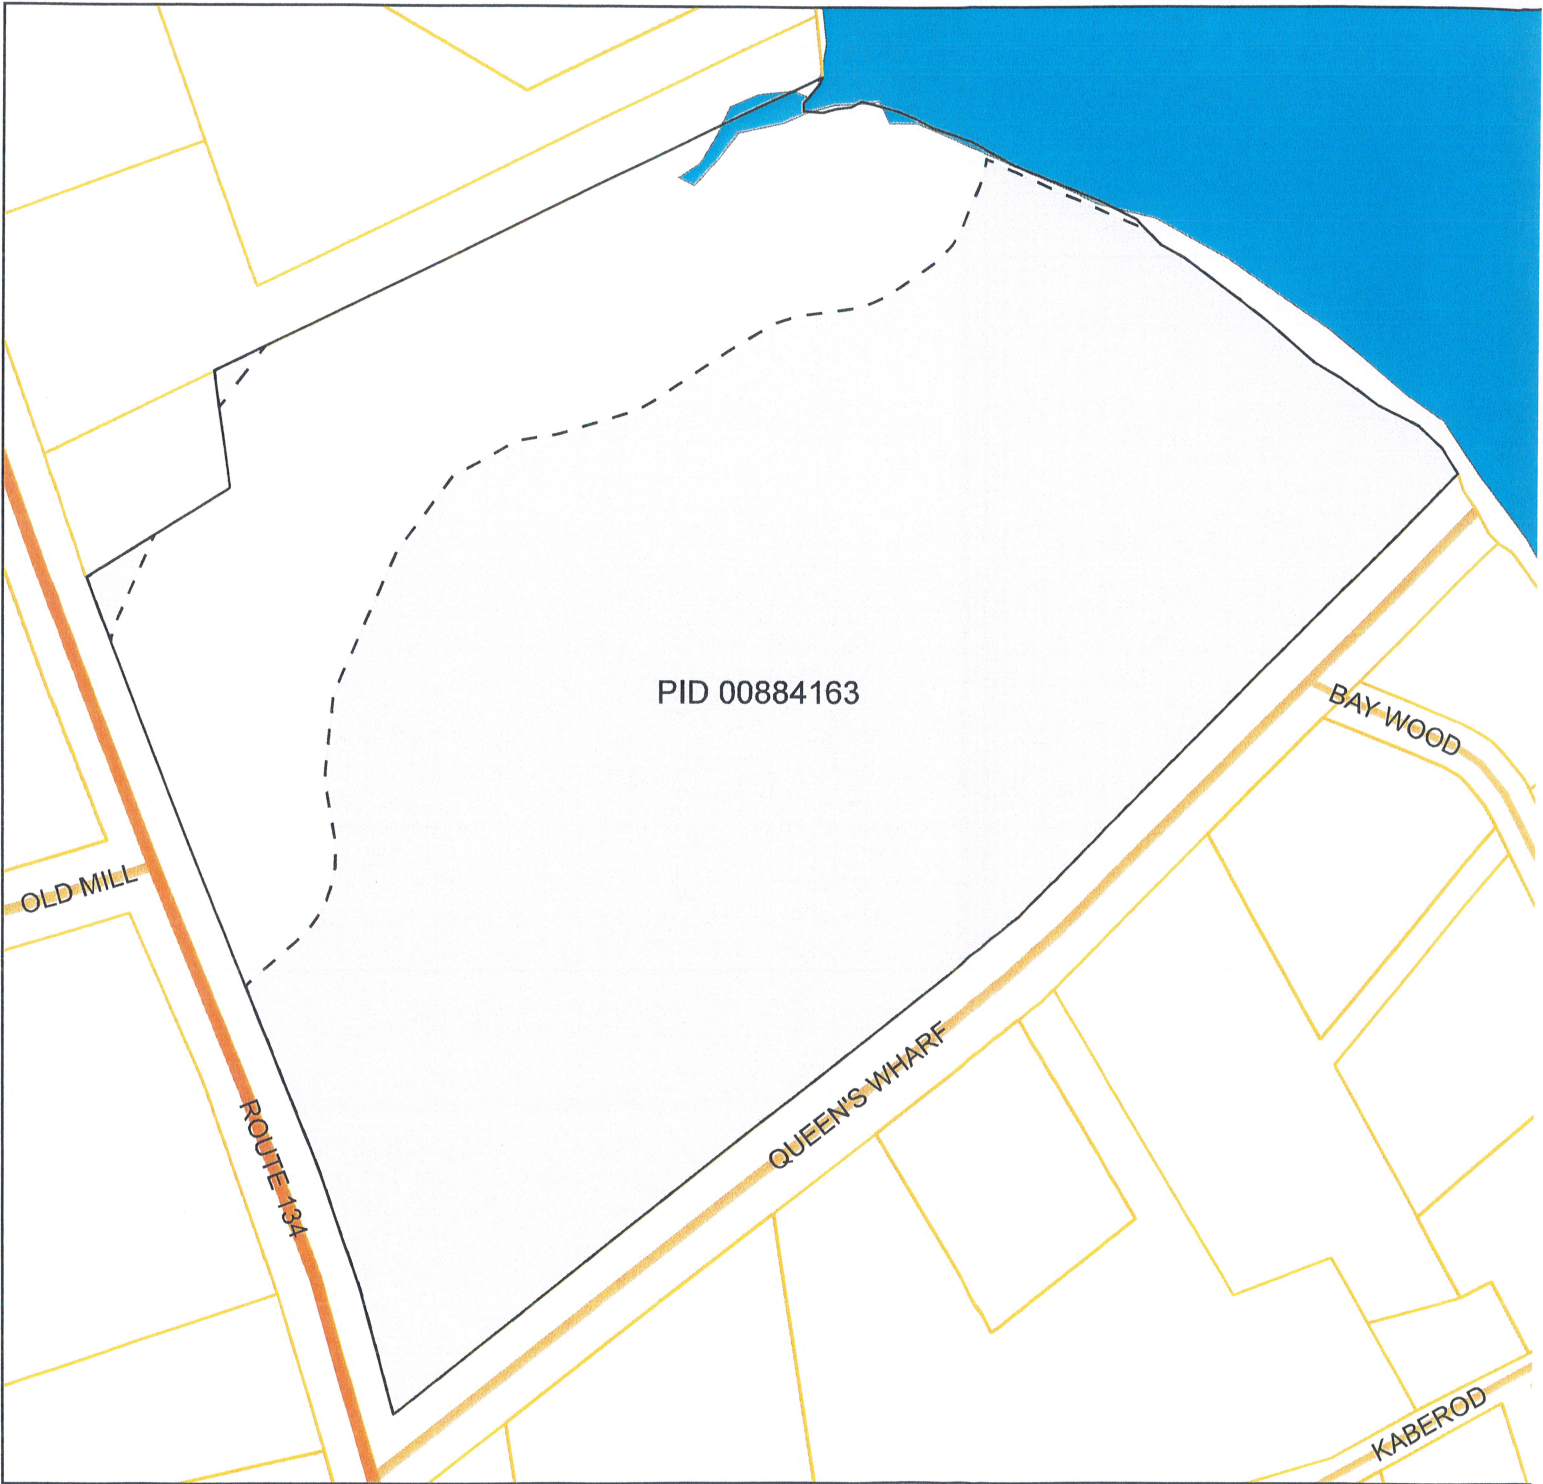 PID 00884163
BAY WOOD
OLD MILL
QUEEN'S WHARF
ROUTE 134
KABEROD